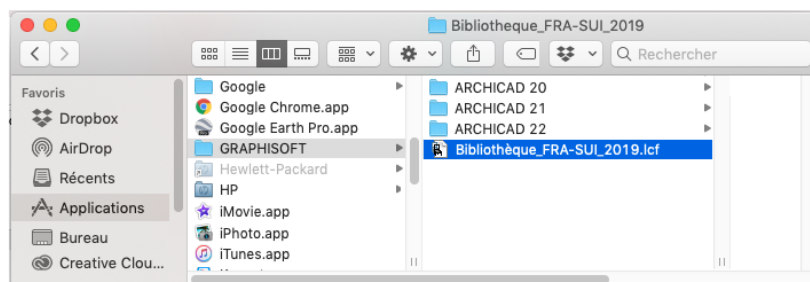 Bibliotheque_FRA-SUI_2019
Rechercher
Favoris
Dropbox
AirDrop
Récents
Applications
Bureau
Creative Clou...
Google
Google Chrome.app
Google Earth Pro.app
GRAPHISOFT
Hewlett-Packard
HP
iMovie.app
iPhoto.app
iTunes.app
ARCHICAD 20
ARCHICAD 21
ARCHICAD 22
Bibliothèque_FRA-SUI_2019.lcf